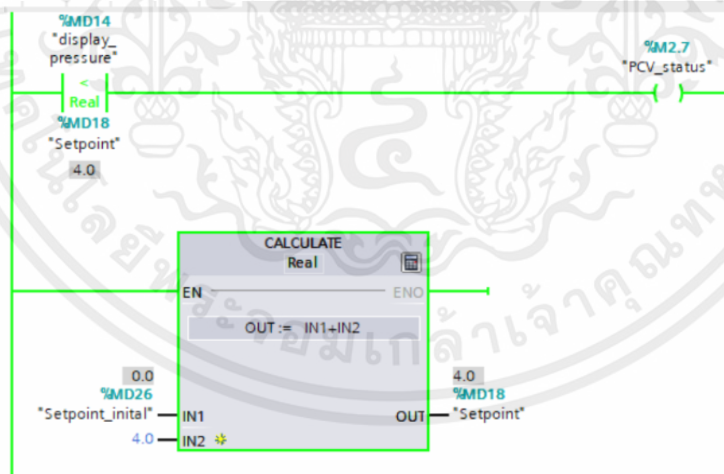 %MD14
"display_
pressure"
<
Real
%MD18
"Setpoint"
4.0
%M2.7
"PCV_status"
CALCULATE
Real
EN
ENO
OUT := IN1+IN2
0.0
%MD26
"Setpoint_inital"
IN1
4.0
IN2
4.0
%MD18
OUT
"Setpoint"